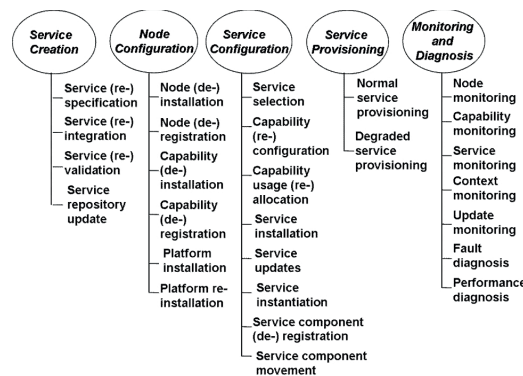 Service
Creation
Service (re-)
specification
Service (re-)
integration
Service (re-)
validation
Service
repository
update
Node
Configuration
Node (de-)
installation
Node (de-)
registration
Capability
(de-)
installation
Capability
(de-)
registration
Platform
installation
Platform re-
installation
Service
Configuration
Service
selection
Capability
(re-)
configuration
Capability
usage (re-)
allocation
Service
installation
Service
updates
Service
instantiation
Service component
(de-) registration
Service component
movement
Service
Provisioning
Normal
service
provisioning
Degraded
service
provisioning
Monitoring
and
Diagnosis
Node
monitoring
Capability
monitoring
Service
monitoring
Context
monitoring
Update
monitoring
Fault
diagnosis
Performance
diagnosis